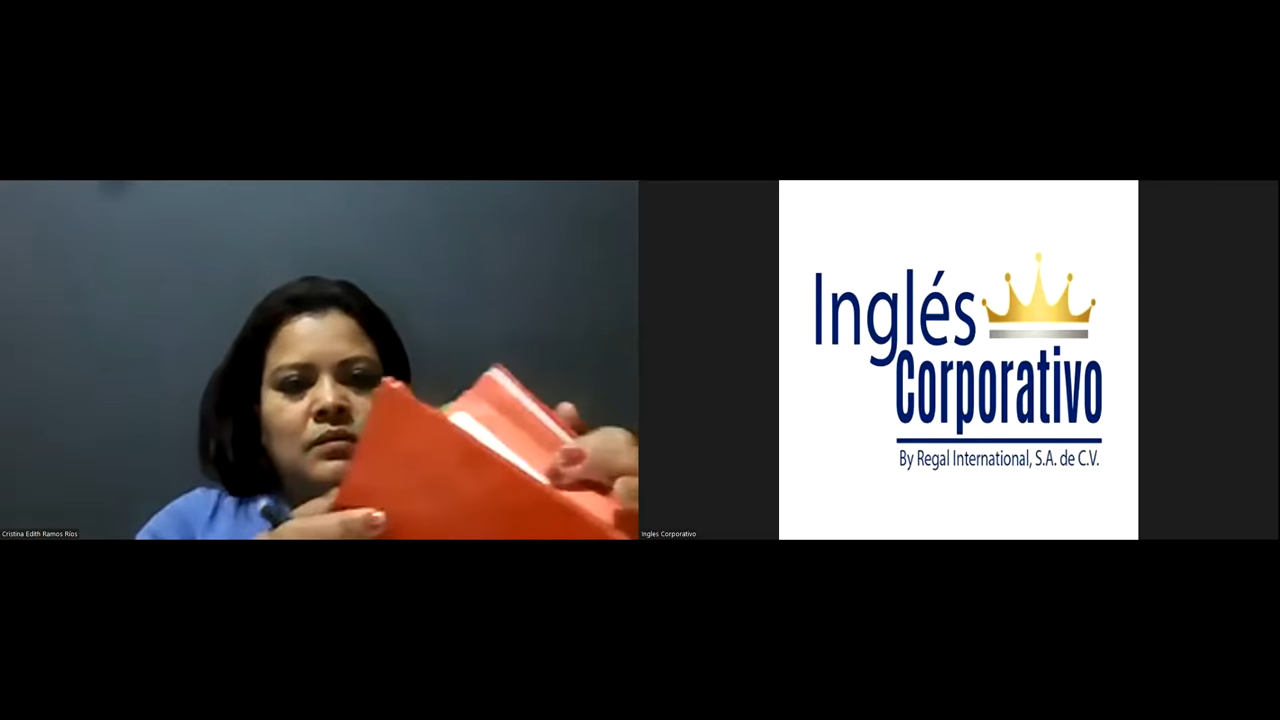 Inglés
Corporativo
By Regal International, S.A. de C.V.
Cristina Edith Ramos Ríos
Ingles Corporativo